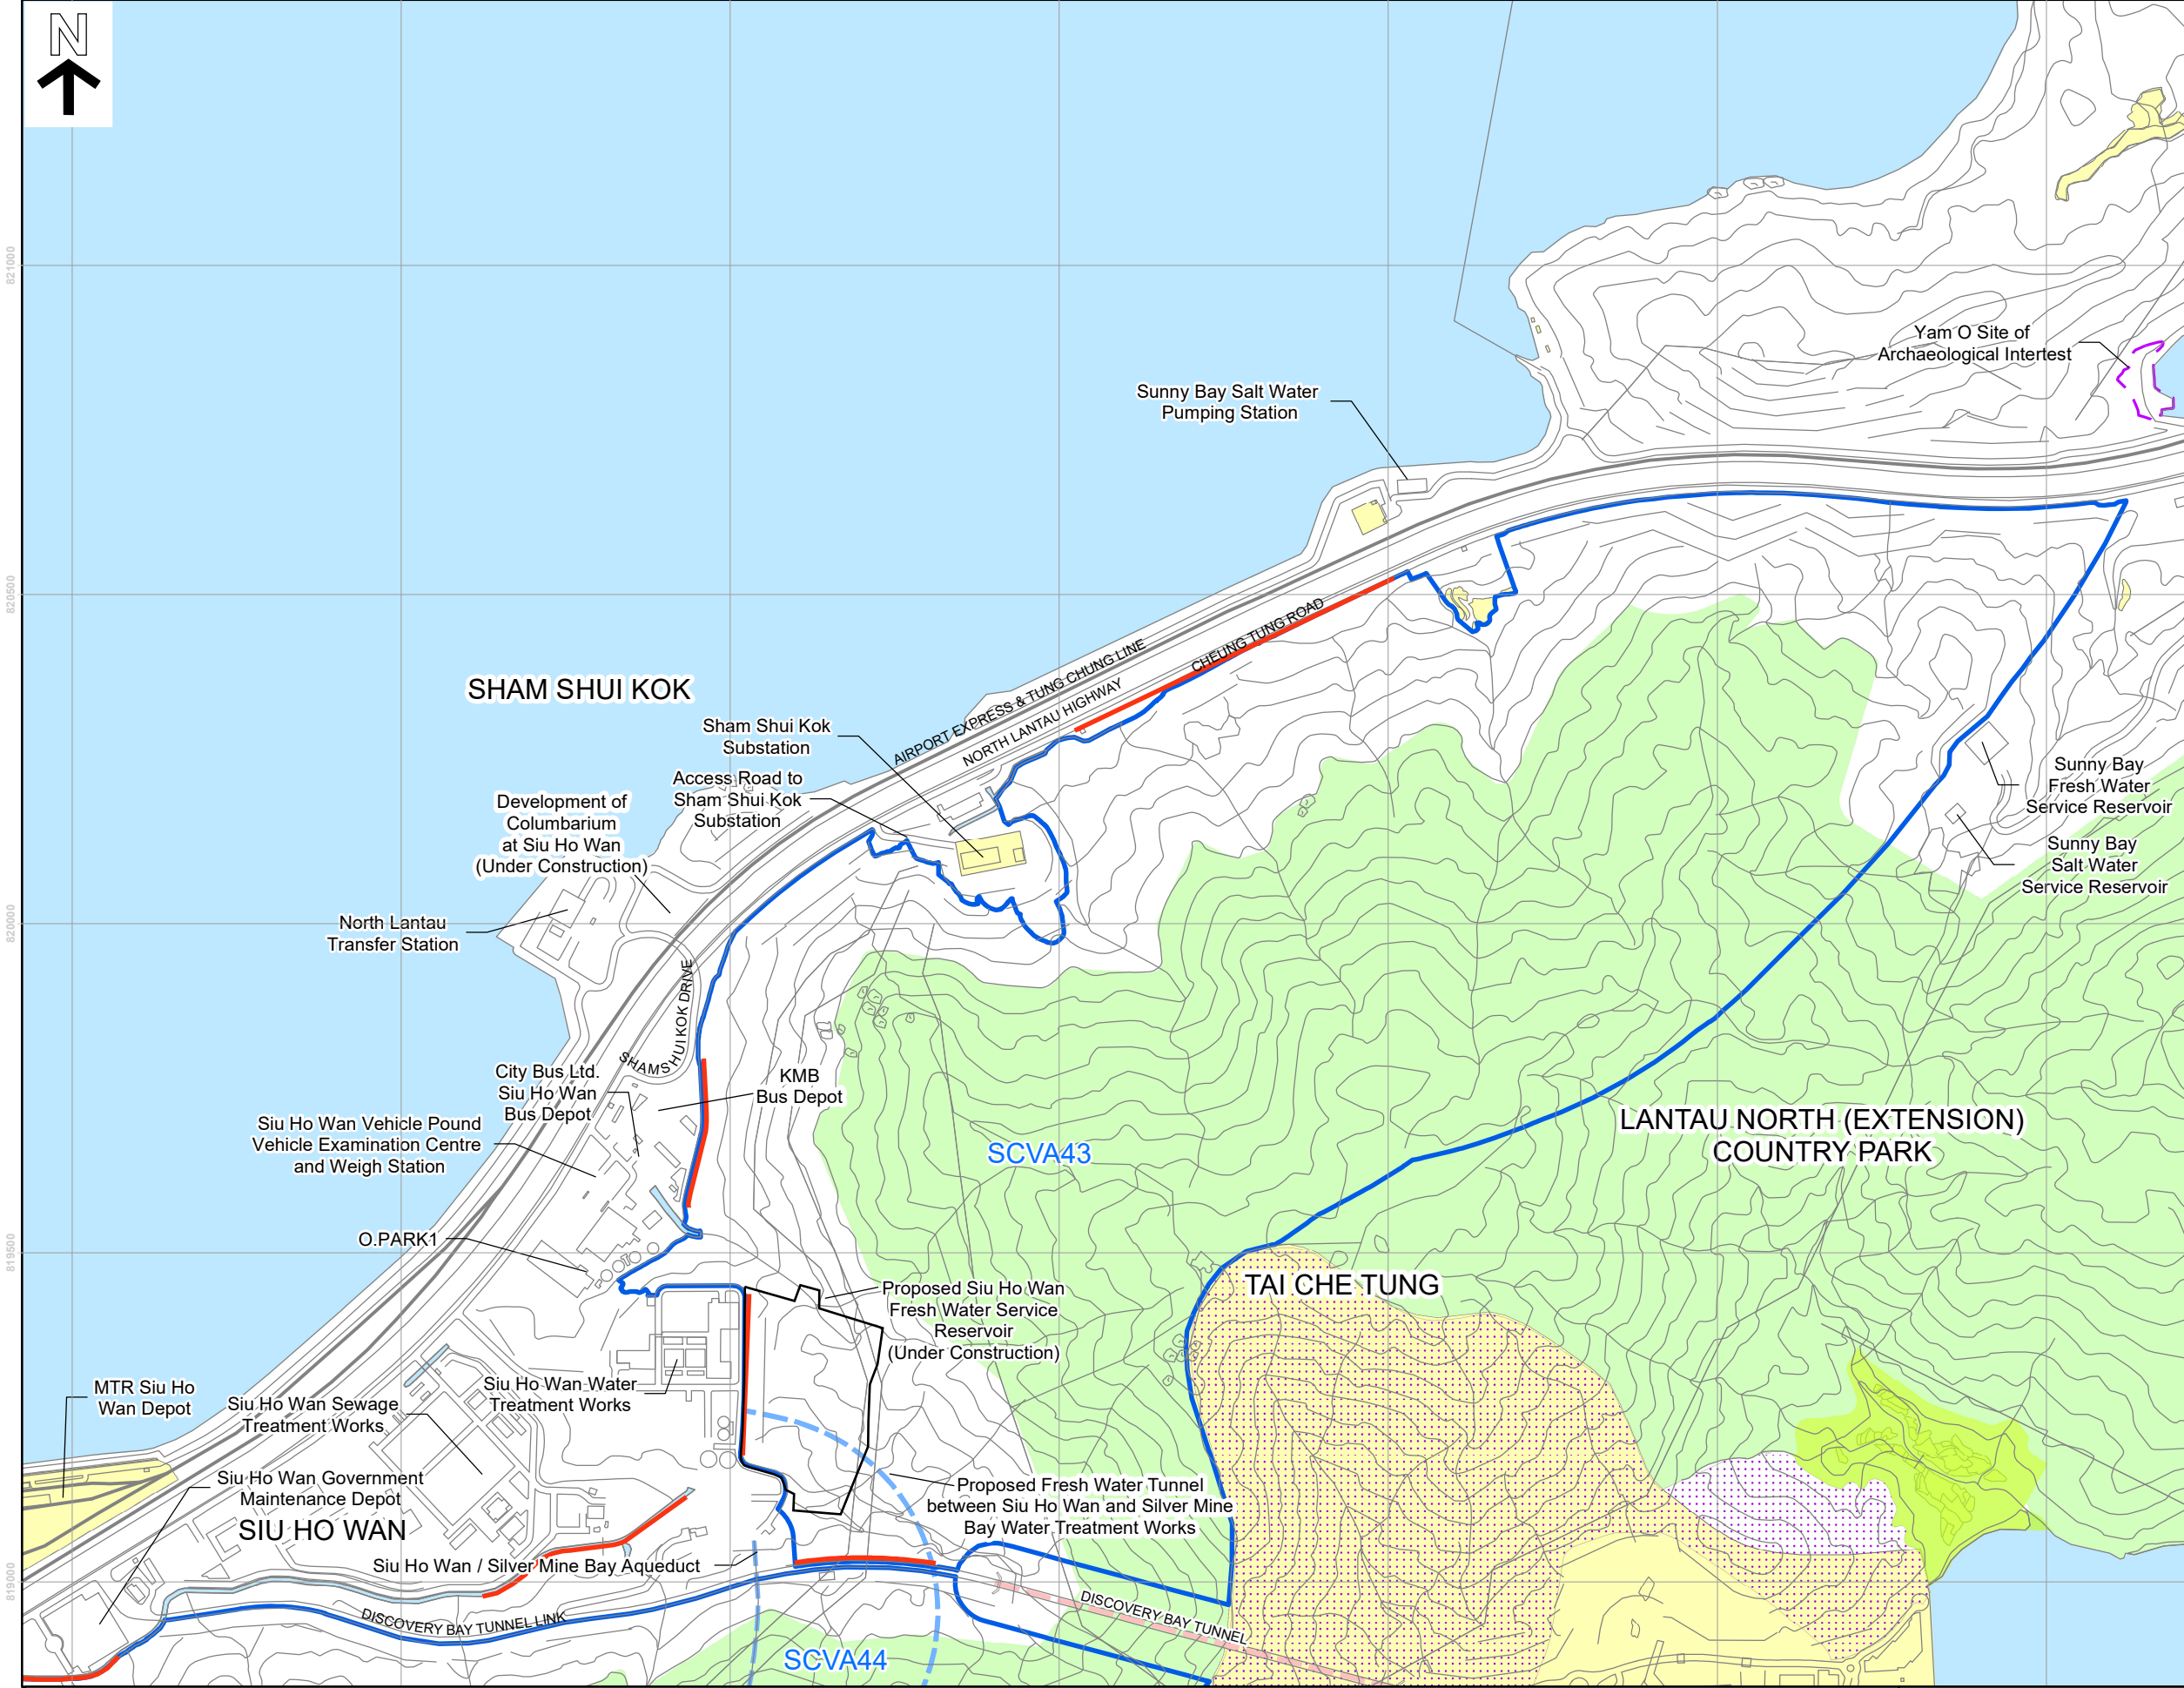 N
821000
Yam O Site of
Archaeological Intertest
Sunny Bay Salt Water
Pumping Station
820500
CHEUNG TUNG ROAD
AIRPORT EXPRESS & TUNG CHUNG LINE
NORTH LANTAU HIGHWAY
SHAM SHUI KOK
Sham Shui Kok
Substation
Access Road to
Sham Shui Kok
Substation
Development of
Columbarium
at Siu Ho Wan
(Under Construction)
Sunny Bay
Fresh Water
Service Reservoir
Sunny Bay
Salt Water
Service Reservoir
820000
North Lantau
Transfer Station
SHAM SHUI KOK DRIVE
City Bus Ltd.
Siu Ho Wan
Bus Depot
KMB
Bus Depot
Siu Ho Wan Vehicle Pound
Vehicle Examination Centre
and Weigh Station
SCVA43
LANTAU NORTH (EXTENSION)
COUNTRY PARK
O.PARK1
819500
TAI CHE TUNG
Proposed Siu Ho Wan
Fresh Water Service
Reservoir
(Under Construction)
MTR Siu Ho
Wan Depot
Siu Ho Wan Sewage
Treatment Works
Siu Ho Wan Water
Treatment Works
Siu Ho Wan Government
Maintenance Depot
SIU HO WAN
Proposed Fresh Water Tunnel
between Siu Ho Wan and Silver Mine
Bay Water Treatment Works
Siu Ho Wan / Silver Mine Bay Aqueduct
819000
DISCOVERY BAY TUNNEL LINK
DISCOVERY BAY TUNNEL
SCVA44